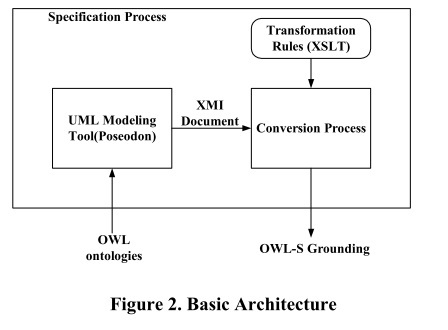 Specification Process
Transformation
Rules (XSLT)
UML Modeling
Tool(Poseodon)
XMI
Document
Conversion Process
OWL
ontologies
OWL-S Grounding
Figure 2. Basic Architecture